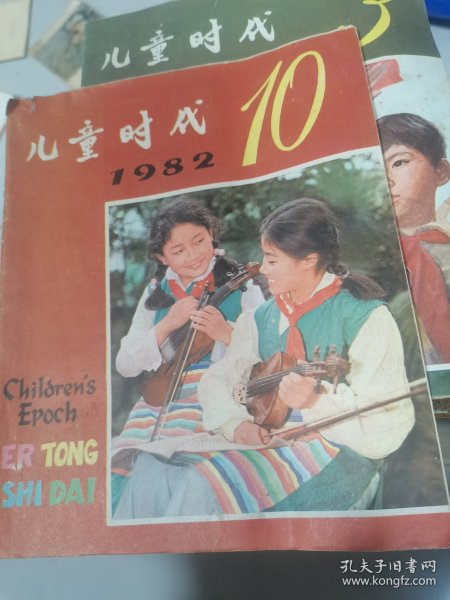 儿童时代
3
儿童时代
10
1982
Children's
Epoch
ER TONG
SHI DAI
孔夫子旧书网
www.kongfz.com